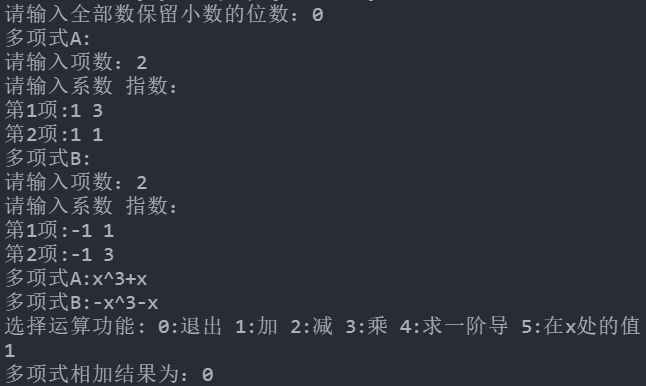 请输入全部数保留小数的位数：0
多项式A:
请输入项数：2
请输入系数 指数：
第1项:1 3
第2项:1 1
多项式B:
请输入项数：2
请输入系数 指数：
第1项:-1 1
第2项:-1 3
多项式A:x^3+x
多项式B:-x^3-x
选择运算功能: 0:退出 1:加 2:减 3:乘 4:求一阶导 5:在x处的值
1
多项式相加结果为：0